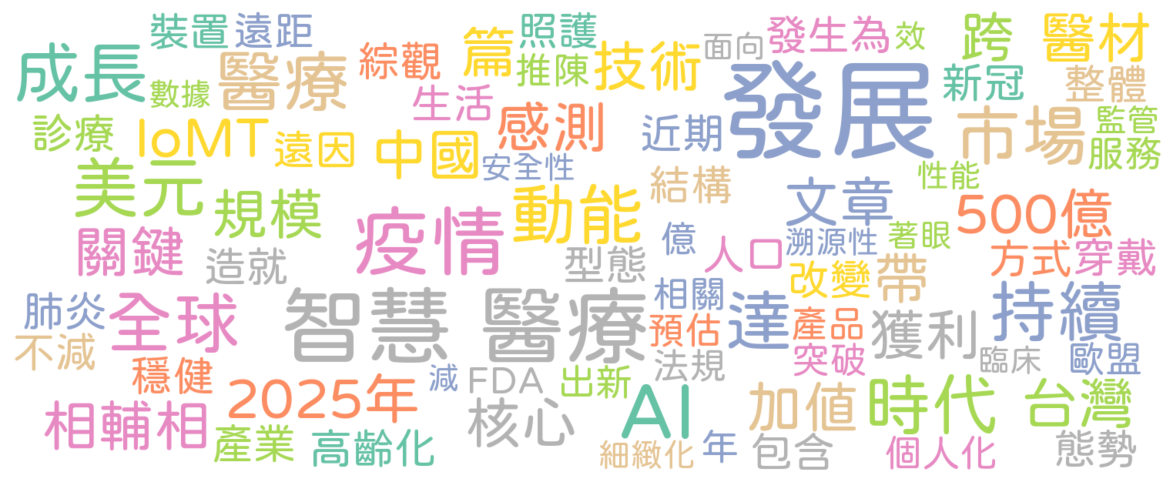 裝置 遠距 綜觀 篇 照護 技術 面向 發生為 效 跨 醫材
成長 數據 醫療 生活 推陳 感測 近期 發展 新冠 整體
診療 IoMT 遠因 中國 安全性 市場 監管 服務
美元 規模 疫情 動能 結構 文章 性能 500億
關鍵 造就 型態 億 人口 溯源性 著眼 方式 穿戴
肺炎 全球 智慧 醫療 相關 達 改變 帶 持續
不減 穩健 預估 產品 獲利 法規 突破 臨床 歐盟
相輔相 2025年 減 FDA 出新 核心 AI 加值 時代 台灣
產業 高齡化 細緻化 年 包含 個人化 態勢